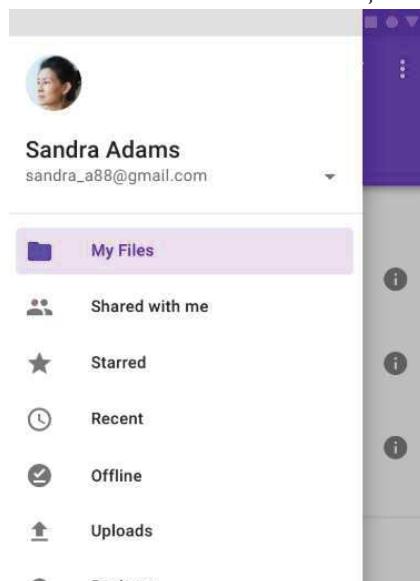 Sandra Adams
sandra_a88@gmail.com
My Files
Shared with me
Starred
Recent
Offline
Uploads